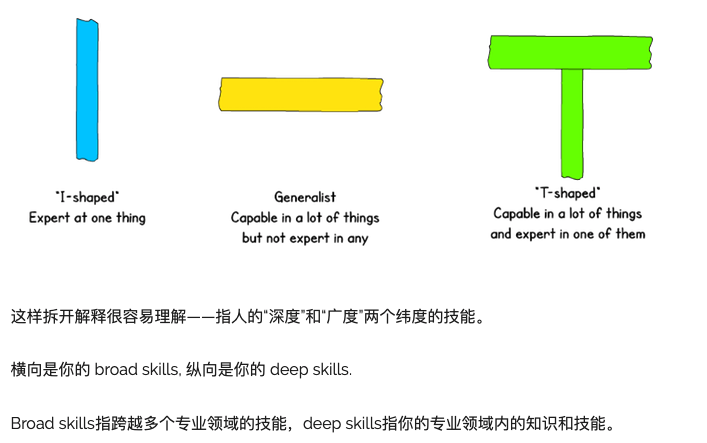 "I-shaped"
Expert at one thing
Generalist
Capable in a lot of things
but not expert in any
"T-shaped"
Capable in a lot of things
and expert in one of them
这样拆开解释很容易理解——指人的“深度”和“广度”两个纬度的技能。
横向是你的 broad skills, 纵向是你的 deep skills.
Broad skills指跨越多个专业领域的技能，deep skills指你的专业领域内的知识和技能。